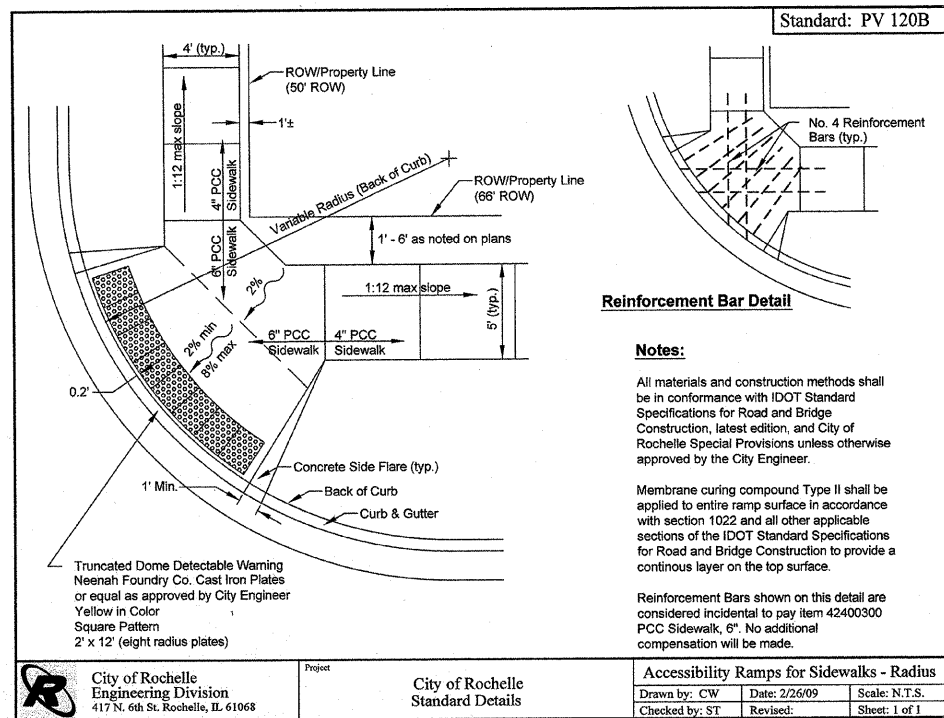 Standard: PV 120B
4' (typ.)
ROW/Property Line
(50' ROW)
1'±
1:12 max slope
4" PCC
Sidewalk
6" PCC
Sidewalk
Variable Radius (Back of Curb)
ROW/Property Line
(66' ROW)
1' - 6' as noted on plans
2%
1:12 max slope
5' (typ.)
6" PCC
Sidewalk
4" PCC
Sidewalk
2% min
8% max
0.2'
Concrete Side Flare (typ.)
1' Min.
Back of Curb
Curb & Gutter
Truncated Dome Detectable Warning
Neenah Foundry Co. Cast Iron Plates
or equal as approved by City Engineer
Yellow in Color
Square Pattern
2' x 12' (eight radius plates)
No. 4 Reinforcement
Bars (typ.)
Reinforcement Bar Detail
Notes:
All materials and construction methods shall
be in conformance with IDOT Standard
Specifications for Road and Bridge
Construction, latest edition, and City of
Rochelle Special Provisions unless otherwise
approved by the City Engineer.
Membrane curing compound Type II shall be
applied to entire ramp surface in accordance
with section 1022 and all other applicable
sections of the IDOT Standard Specifications
for Road and Bridge Construction to provide a
continous layer on the top surface.
Reinforcement Bars shown on this detail are
considered incidental to pay item 42400300
PCC Sidewalk, 6". No additional
compensation will be made.
R
City of Rochelle
Engineering Division
417 N. 6th St. Rochelle, IL 61068
Project
City of Rochelle
Standard Details
Accessibility Ramps for Sidewalks - Radius
Drawn by: CW
Date: 2/26/09
Scale: N.T.S.
Checked by: ST
Revised:
Sheet: 1 of 1